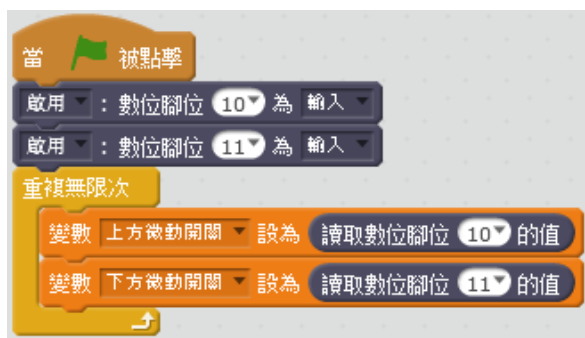 當 被點擊
啟用 : 數位腳位 10 為 輸入
啟用 : 數位腳位 11 為 輸入
重複無限次
變數 上方微動開關 設為 讀取數位腳位 10 的值
變數 下方微動開關 設為 讀取數位腳位 11 的值